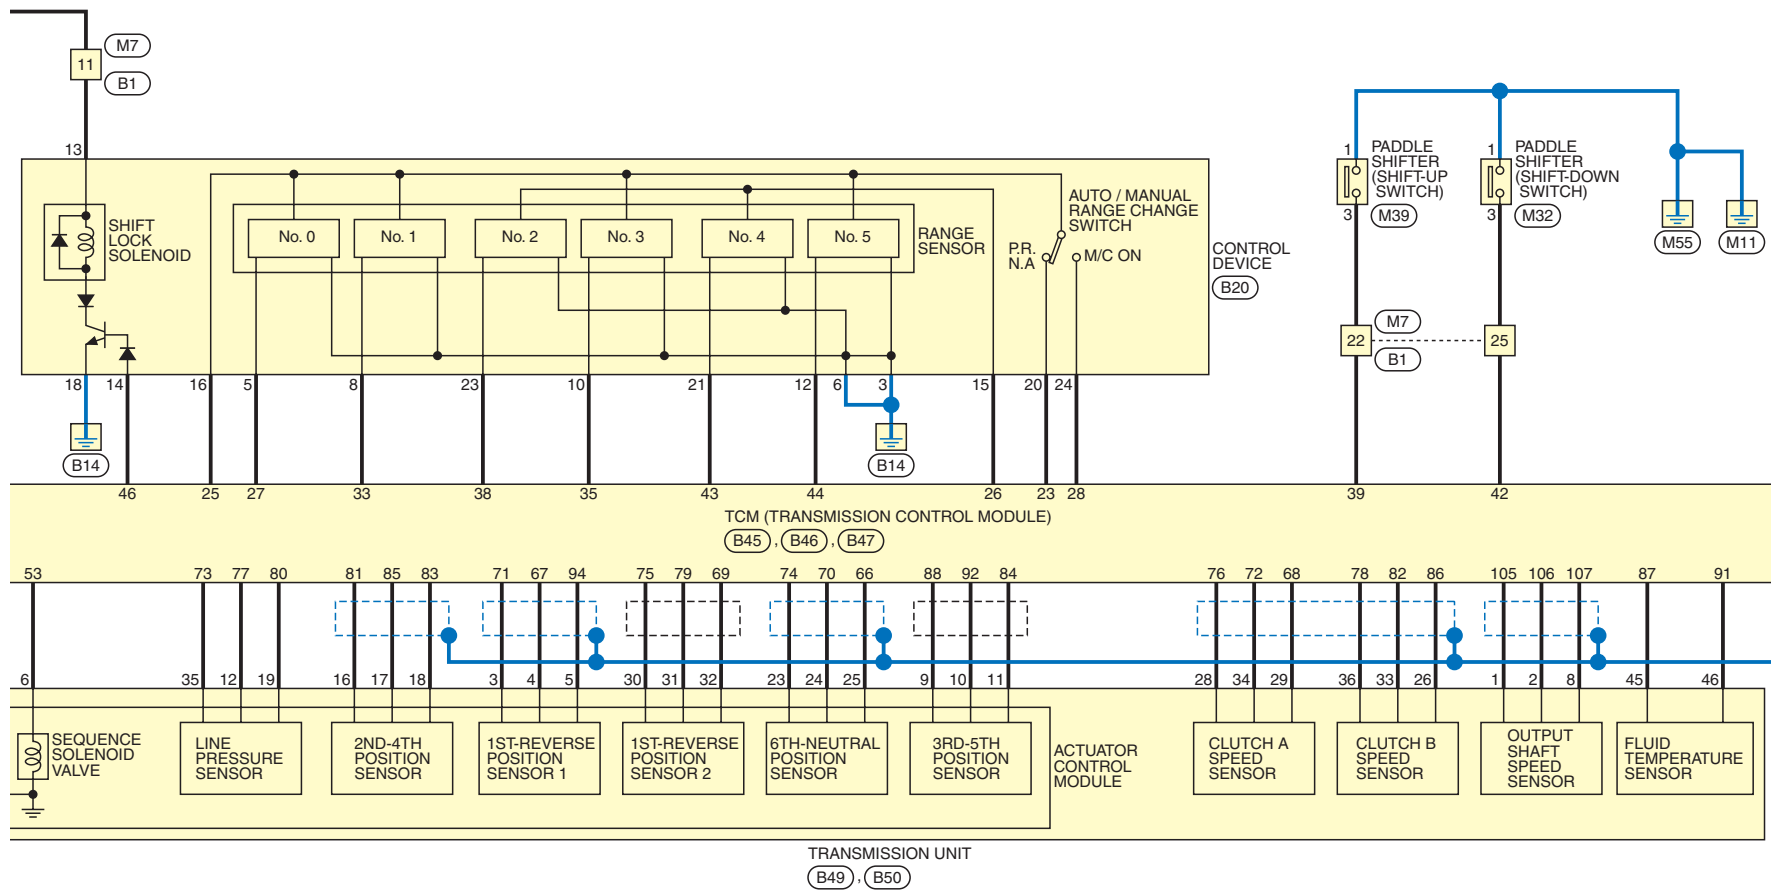 M7
11
B1
13
SHIFT
LOCK
SOLENOID
No. 0
No. 1
No. 2
No. 3
No. 4
No. 5
RANGE
SENSOR
AUTO / MANUAL
RANGE CHANGE
SWITCH
P.R.
N.A
M/C ON
CONTROL
DEVICE
B20
1
PADDLE
SHIFTER
(SHIFT-UP
SWITCH)
3
M39
1
PADDLE
SHIFTER
(SHIFT-DOWN
SWITCH)
3
M32
M55
M11
M7
22
25
B1
18
14
16
5
8
23
10
21
12
6
3
15
20
24
B14
B14
46
25
27
33
38
35
43
44
26
23
28
39
42
TCM (TRANSMISSION CONTROL MODULE)
B45 , B46 , B47
53
73
77
80
81
85
83
71
67
94
75
79
69
74
70
66
88
92
84
76
72
68
78
82
86
105
106
107
87
91
6
35
12
19
16
17
18
3
4
5
30
31
32
23
24
25
9
10
11
28
34
29
36
33
26
1
2
8
45
46
SEQUENCE
SOLENOID
VALVE
LINE
PRESSURE
SENSOR
2ND-4TH
POSITION
SENSOR
1ST-REVERSE
POSITION
SENSOR 1
1ST-REVERSE
POSITION
SENSOR 2
6TH-NEUTRAL
POSITION
SENSOR
3RD-5TH
POSITION
SENSOR
ACTUATOR
CONTROL
MODULE
CLUTCH A
SPEED
SENSOR
CLUTCH B
SPEED
SENSOR
OUTPUT
SHAFT
SPEED
SENSOR
FLUID
TEMPERATURE
SENSOR
TRANSMISSION UNIT
B49 , B50